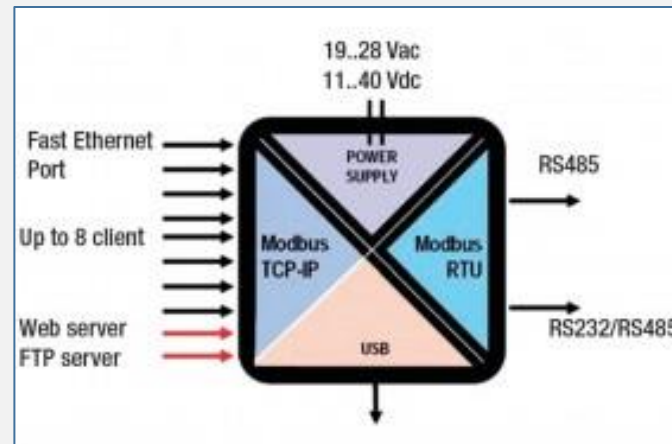 19..28 Vac
11..40 Vdc
Fast Ethernet
Port
POWER
SUPPLY
RS485
Up to 8 client
Modbus
TCP-IP
Modbus
RTU
Web server
FTP server
RS232/RS485
USB